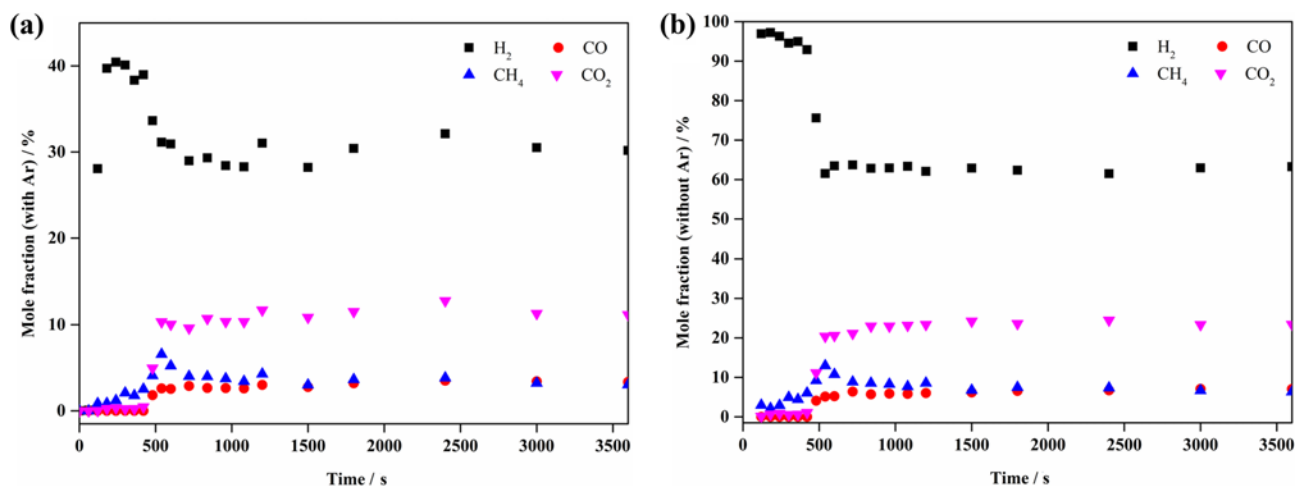 (a)
H2 CO
CH4 CO2
Mole fraction (with Ar) / %
40
30
20
10
0
0 500 1000 1500 2000 2500 3000 3500
Time / s
(b)
H2 CO
CH4 CO2
Mole fraction (without Ar) / %
100
90
80
70
60
50
40
30
20
10
0
0 500 1000 1500 2000 2500 3000 3500
Time / s